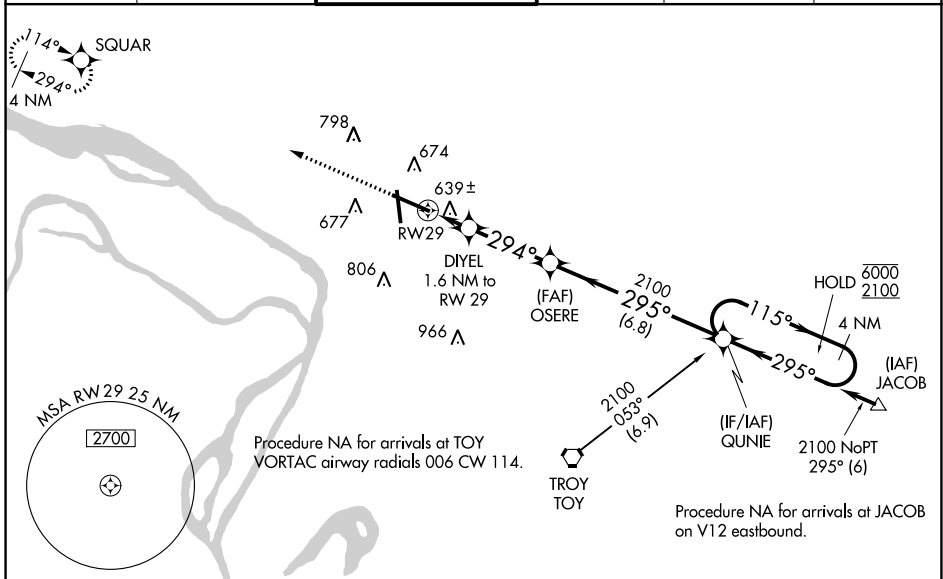 SQUAR
114°
294°
4 NM
798
674
639±
677
RW29
806
DIYEL
1.6 NM to
RW 29
294°
(FAF)
OSERE
966
2100
295°
(6.8)
HOLD 6000
2100
115°
4 NM
295°
(IAF)
JACOB
(IF/IAF)
QUNIE
2100 NoPT
295° (6)
2100
053°
(6.9)
TROY
TOY
MSA RW 29 25 NM
2700
Procedure NA for arrivals at TOY
VORTAC airway radials 006 CW 114.
Procedure NA for arrivals at JACOB
on V12 eastbound.